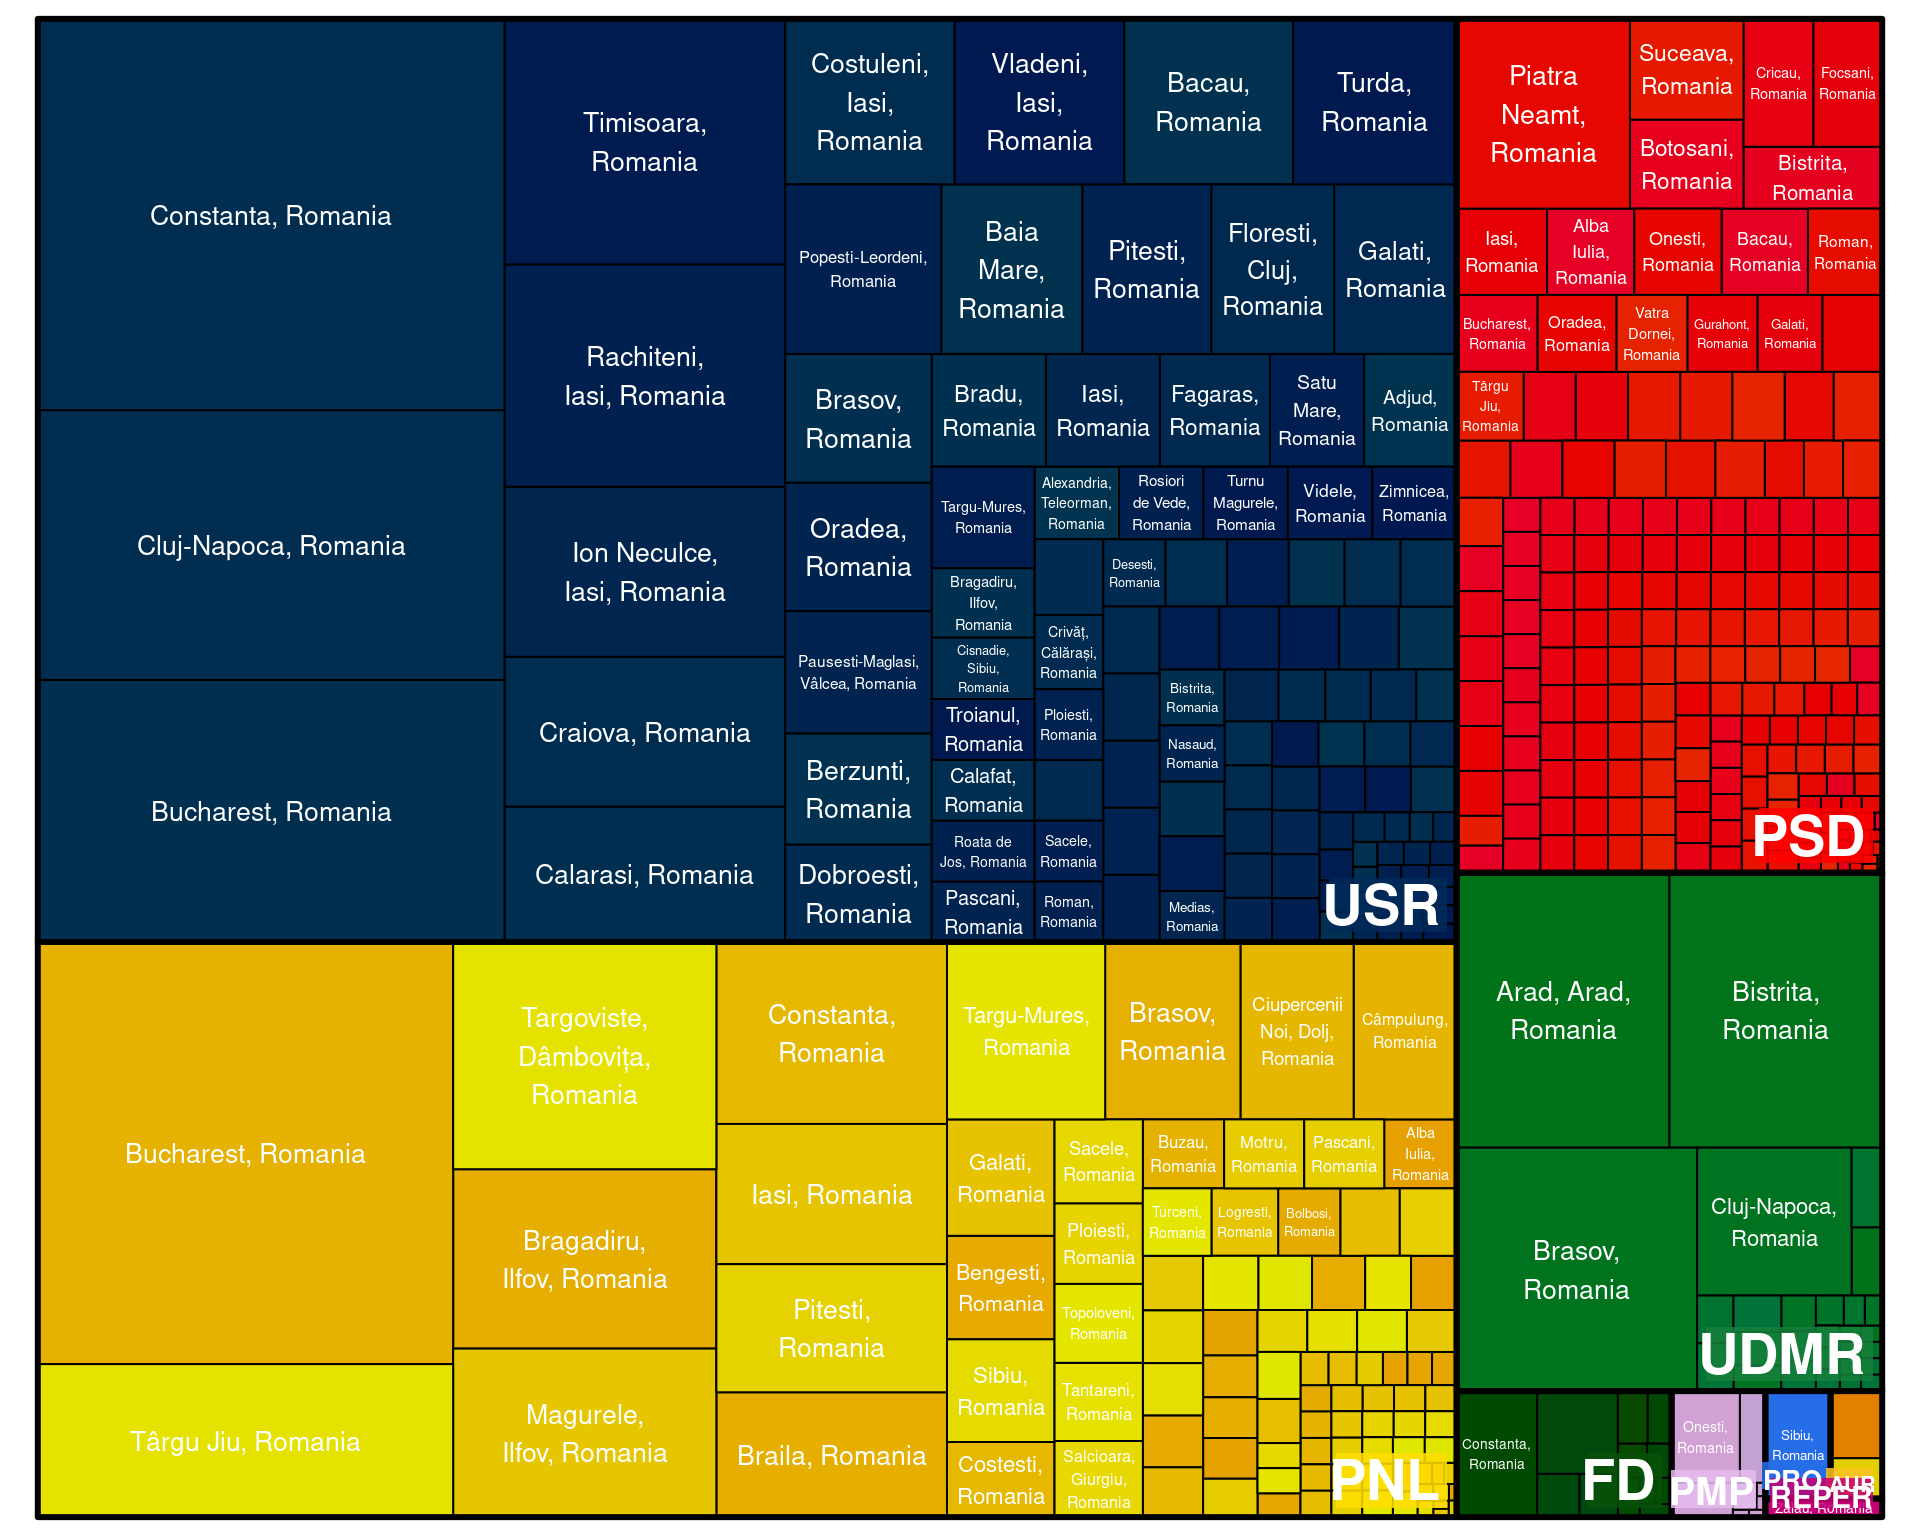 Constanta, Romania
Cluj-Napoca, Romania
Bucharest, Romania
Timisoara,
Romania
Rachiteni,
Iasi, Romania
Ion Neculce,
Iasi, Romania
Craiova, Romania
Calarasi, Romania
Costuleni,
Iasi,
Romania
Vladeni,
Iasi,
Romania
Bacau,
Romania
Turda,
Romania
Popesti-Leordeni,
Romania
Baia
Mare,
Romania
Pitesti,
Romania
Floresti,
Cluj,
Romania
Galati,
Romania
Brasov,
Romania
Oradea,
Romania
Pausesti-Maglasi,
Vâlcea, Romania
Berzunti,
Romania
Dobroesti,
Romania
Bradu,
Romania
Iasi,
Romania
Fagaras,
Romania
Satu
Mare,
Romania
Adjud,
Romania
Targu-Mures,
Romania
Bragadiru,
Ilfov,
Romania
Cisnadie,
Sibiu,
Romania
Troianul,
Romania
Calafat,
Romania
Roata de
Jos, Romania
Pascani,
Romania
Alexandria,
Teleorman,
Romania
Rosiori
de Vede,
Romania
Turnu
Magurele,
Romania
Videle,
Romania
Zimnicea,
Romania
Crivăț,
Călărași,
Romania
Ploiesti,
Romania
Sacele,
Romania
Roman,
Romania
Desesti,
Romania
Bistrita,
Romania
Nasaud,
Romania
Medias,
Romania
USR
Piatra
Neamt,
Romania
Suceava,
Romania
Botosani,
Romania
Cricau,
Romania
Focsani,
Romania
Bistrita,
Romania
Iasi,
Romania
Alba
Iulia,
Romania
Onesti,
Romania
Bacau,
Romania
Roman,
Romania
Bucharest,
Romania
Oradea,
Romania
Vatra
Dornei,
Romania
Gurahont,
Romania
Galati,
Romania
Târgu
Jiu,
Romania
PSD
Bucharest, Romania
Târgu Jiu, Romania
Targoviste,
Dâmbovița,
Romania
Bragadiru,
Ilfov, Romania
Magurele,
Ilfov, Romania
Constanta,
Romania
Iasi, Romania
Pitesti,
Romania
Braila, Romania
Targu-Mures,
Romania
Brasov,
Romania
Ciupercenii
Noi, Dolj,
Romania
Câmpulung,
Romania
Galati,
Romania
Bengesti,
Romania
Sibiu,
Romania
Costesti,
Romania
Sacele,
Romania
Ploiesti,
Romania
Topoloveni,
Romania
Tantareni,
Romania
Salcioara,
Giurgiu,
Romania
Buzau,
Romania
Motru,
Romania
Pascani,
Romania
Alba
Iulia,
Romania
Turceni,
Romania
Logresti,
Romania
Bolbosi,
Romania
PNL
Arad, Arad,
Romania
Bistrita,
Romania
Brasov,
Romania
Cluj-Napoca,
Romania
UDMR
Constanta,
Romania
FD
Onesti,
Romania
PMP
Sibiu,
Romania
PRO
AUR
REPER
Zalau, Romania